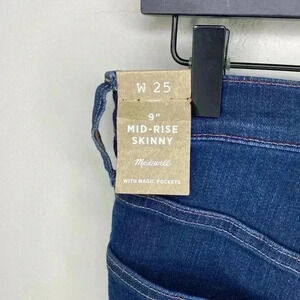 W 25
9"
MID-RISE
SKINNY
Madewell
WITH MAGIC POCKETS